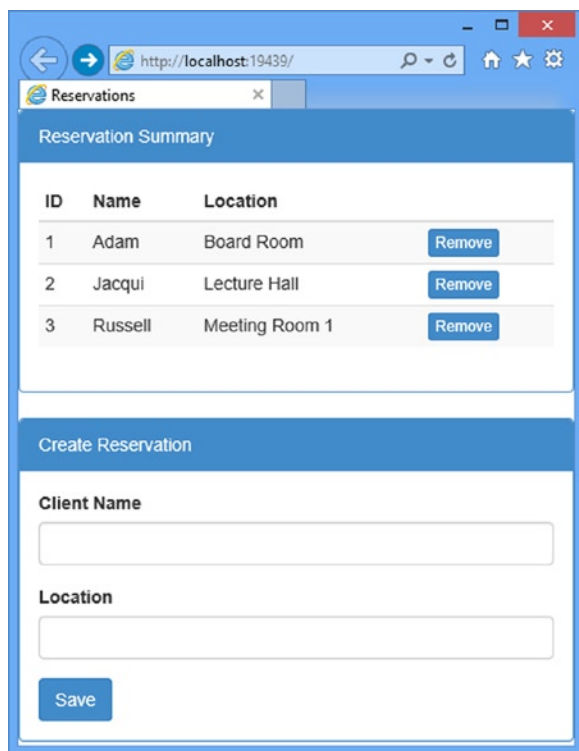 http://localhost:19439/
Reservations
Reservation Summary
ID Name Location
1 Adam Board Room Remove
2 Jacqui Lecture Hall Remove
3 Russell Meeting Room 1 Remove
Create Reservation
Client Name
Location
Save